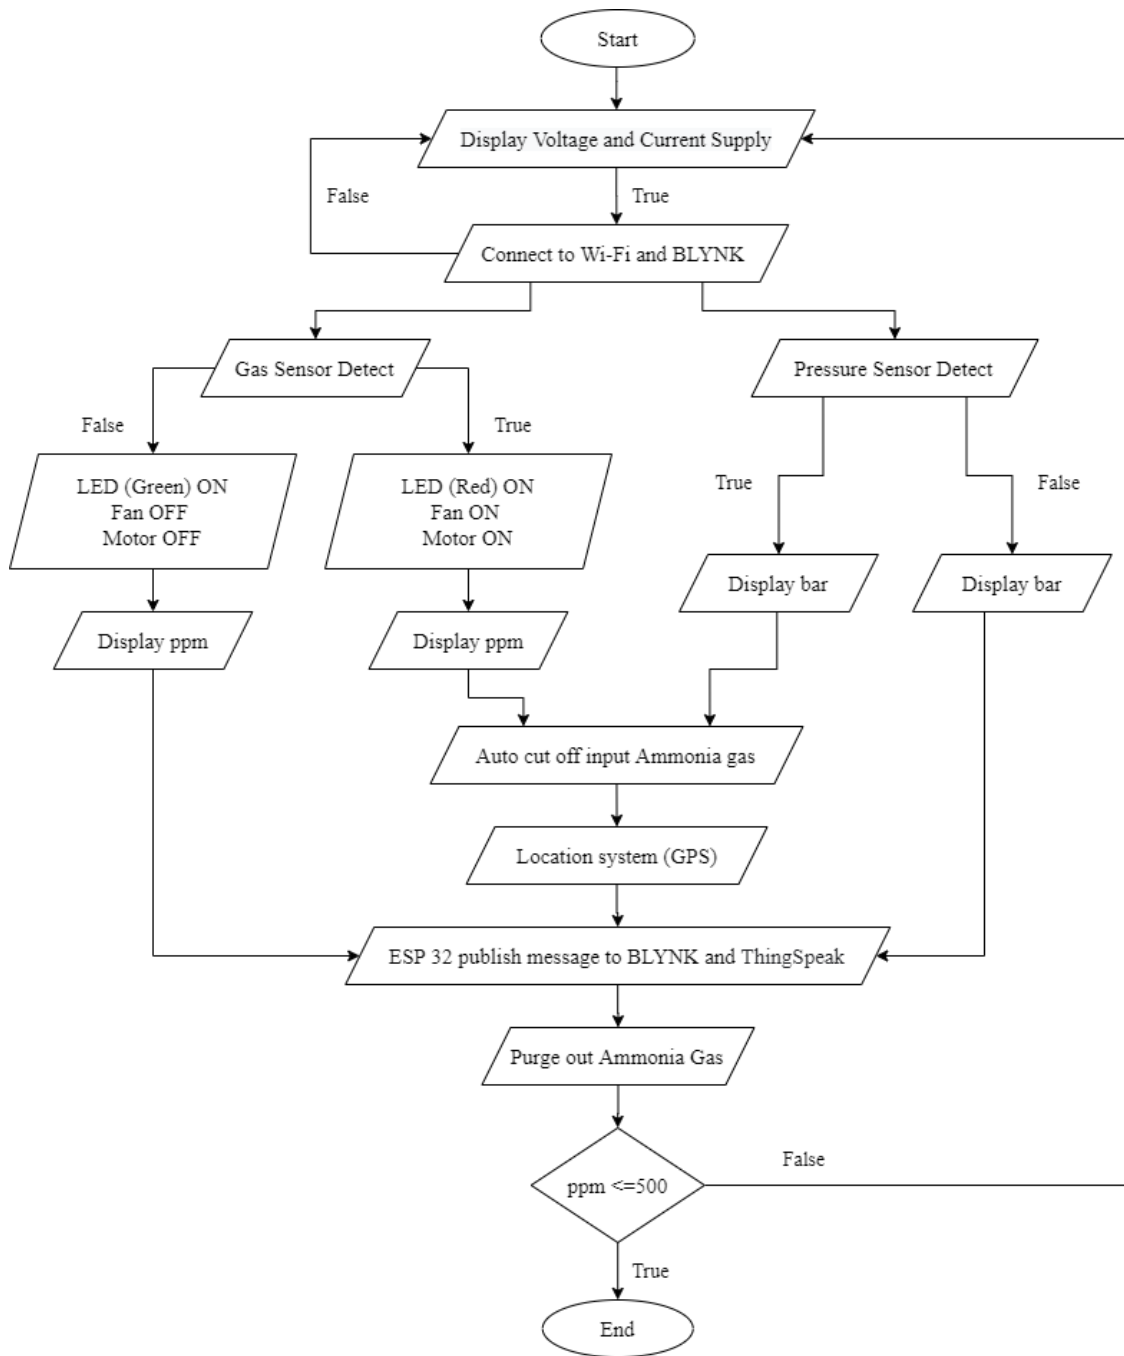 Start
Display Voltage and Current Supply
False
True
Connect to Wi-Fi and BLYNK
Gas Sensor Detect
Pressure Sensor Detect
False
True
LED (Green) ON
Fan OFF
Motor OFF
LED (Red) ON
Fan ON
Motor ON
True
False
Display bar
Display bar
Display ppm
Display ppm
Auto cut off input Ammonia gas
Location system (GPS)
ESP 32 publish message to BLYNK and ThingSpeak
Purge out Ammonia Gas
ppm <=500
False
True
End